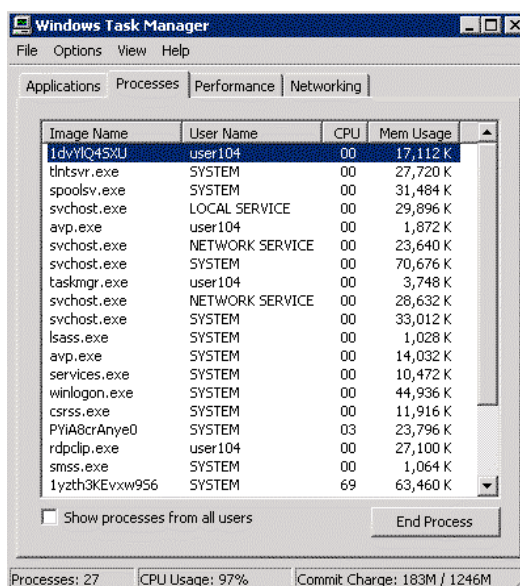 Windows Task Manager
File Options View Help
Applications Processes Performance Networking
Image Name User Name CPU Mem Usage
1dvYlQ45XU user104 00 17,112 K
tlntsvr.exe SYSTEM 00 27,720 K
spoolsv.exe SYSTEM 00 31,484 K
svchost.exe LOCAL SERVICE 00 29,896 K
avp.exe user104 00 1,872 K
svchost.exe NETWORK SERVICE 00 23,640 K
svchost.exe SYSTEM 00 70,676 K
taskmgr.exe user104 00 3,748 K
svchost.exe NETWORK SERVICE 00 28,632 K
svchost.exe SYSTEM 00 33,012 K
lsass.exe SYSTEM 00 1,028 K
avp.exe SYSTEM 00 14,032 K
services.exe SYSTEM 00 10,472 K
winlogon.exe SYSTEM 00 44,936 K
csrss.exe SYSTEM 00 11,916 K
PYiA8crAnye0 SYSTEM 03 23,796 K
rdpclip.exe user104 00 27,100 K
smss.exe SYSTEM 00 1,064 K
1yzth3KEvxw9S6 SYSTEM 69 63,460 K
Show processes from all users End Process
Processes: 27 CPU Usage: 97% Commit Charge: 183M / 1246M